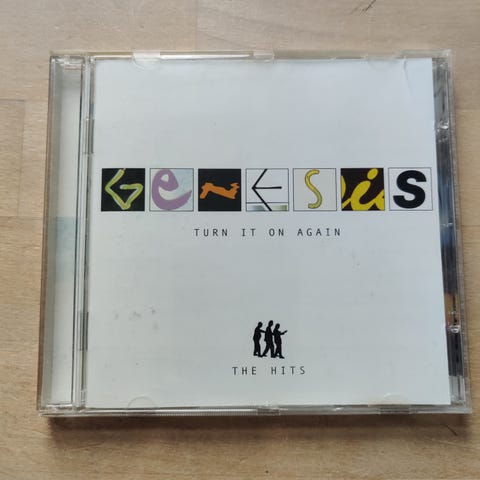 GeNESiS
TURN IT ON AGAIN
THE HITS